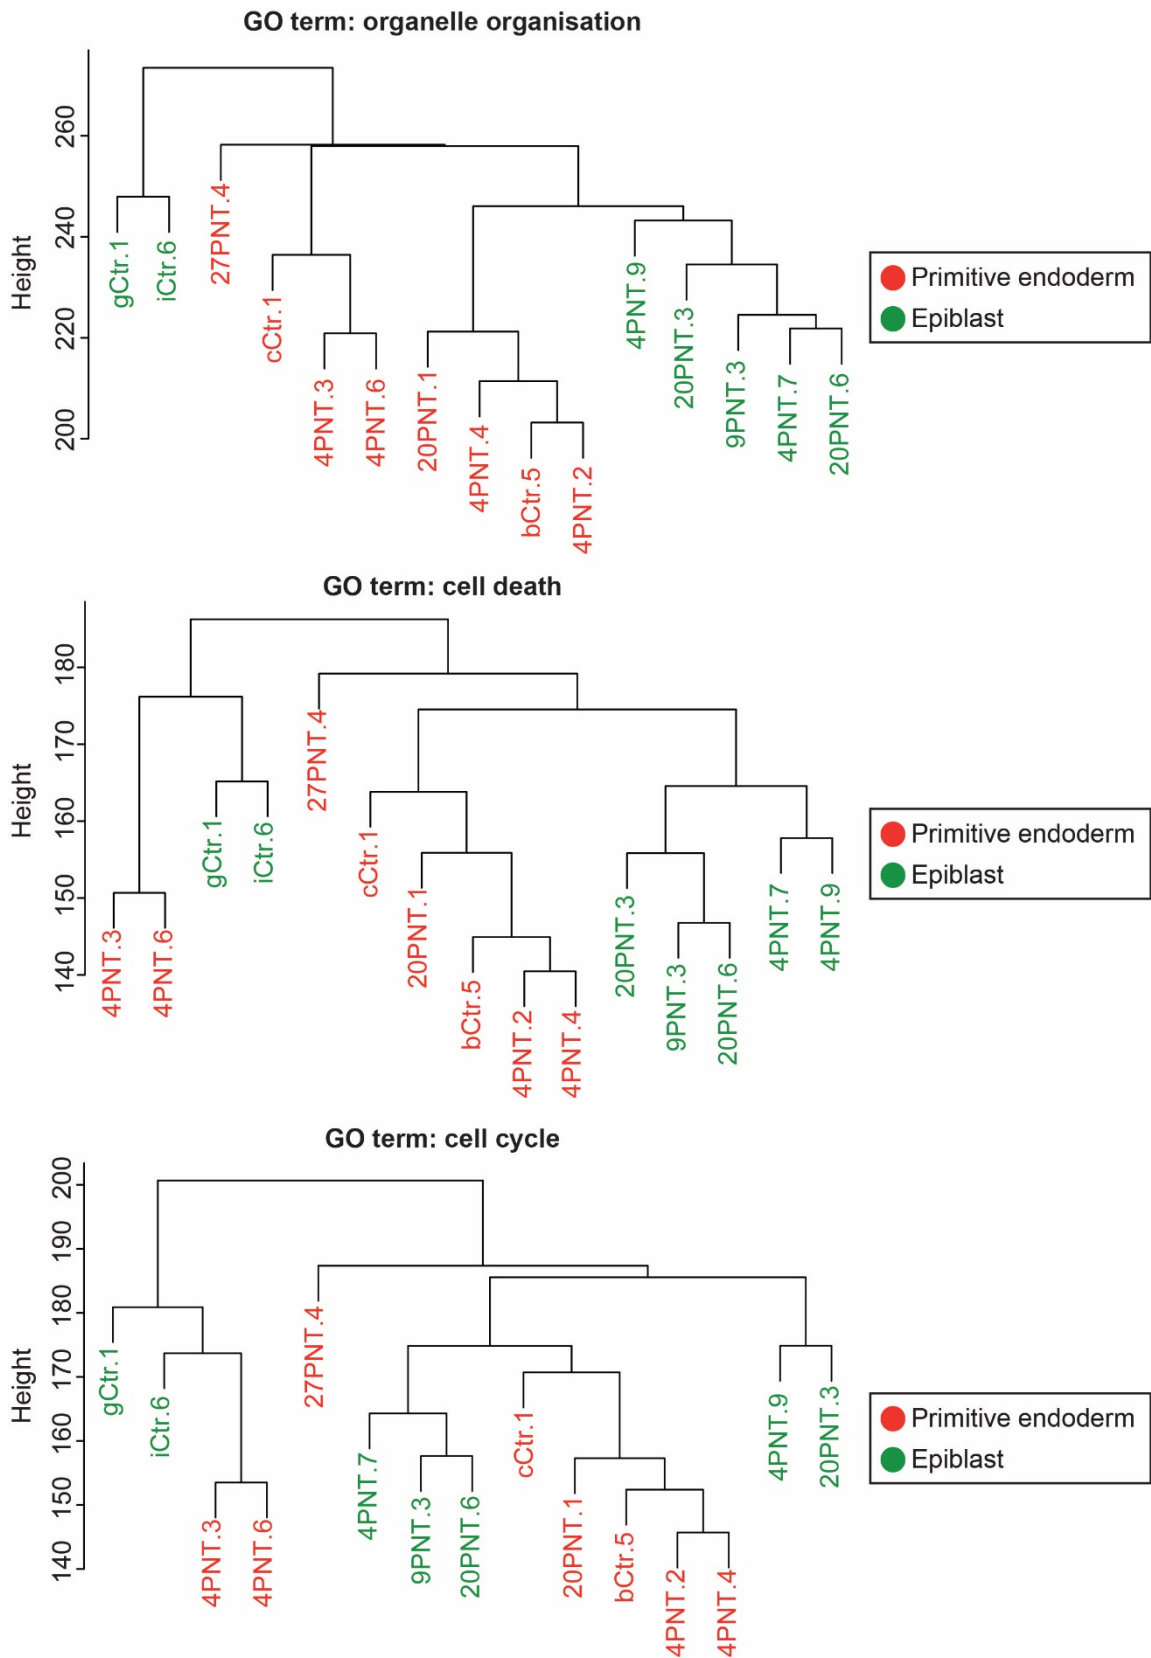 GO term: organelle organisation
Height
260
240
220
200
gCtr.1
iCtr.6
27PNT.4
cCtr.1
4PNT.3
4PNT.6
20PNT.1
4PNT.4
bCtr.5
4PNT.2
4PNT.9
20PNT.3
9PNT.3
4PNT.7
20PNT.6
Primitive endoderm
Epiblast
GO term: cell death
Height
180
170
160
150
140
4PNT.3
4PNT.6
gCtr.1
iCtr.6
27PNT.4
cCtr.1
20PNT.1
bCtr.5
4PNT.2
4PNT.4
20PNT.3
9PNT.3
20PNT.6
4PNT.7
4PNT.9
Primitive endoderm
Epiblast
GO term: cell cycle
Height
200
190
180
170
160
150
140
gCtr.1
iCtr.6
4PNT.3
4PNT.6
27PNT.4
4PNT.7
9PNT.3
20PNT.6
cCtr.1
20PNT.1
bCtr.5
4PNT.2
4PNT.4
4PNT.9
20PNT.3
Primitive endoderm
Epiblast